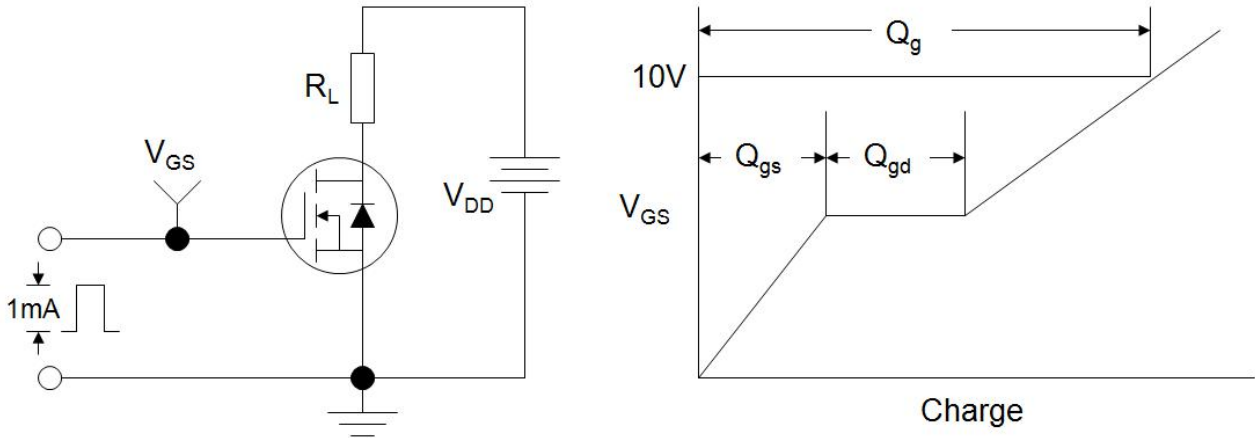 R_L
V_GS
V_DD
1mA
Q_g
10V
Q_gs
Q_gd
V_GS
Charge